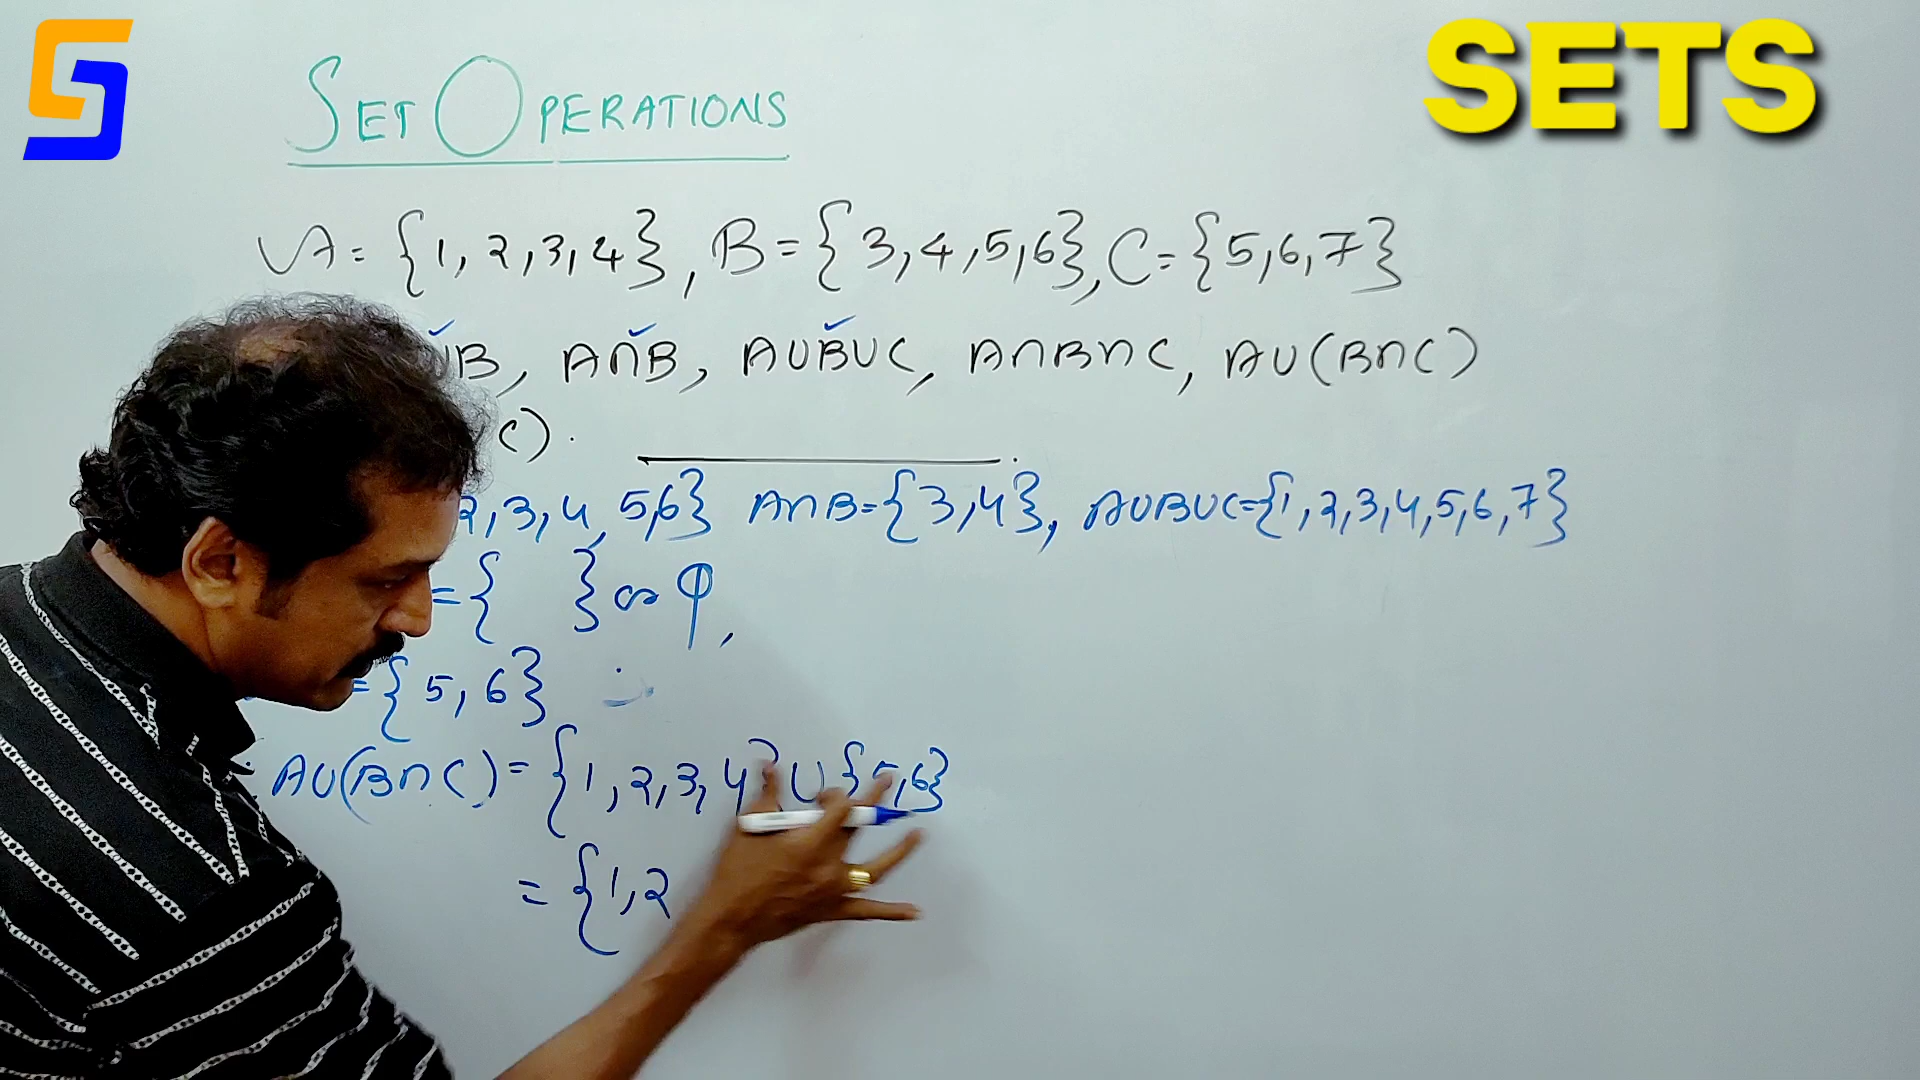 SETS
SET OPERATIONS
A = {1, 2, 3, 4}, B = {3, 4, 5, 6}, C = {5, 6, 7}
B, A∩B, A∪B∪C, A∩B∩C, A∪(B∩C)
C).
2, 3, 4, 5, 6} A∩B = {3, 4}, A∪B∪C = {1, 2, 3, 4, 5, 6, 7}
= { } or φ,
= {5, 6}
A∪(B∩C) = {1, 2, 3, 4} ∪ {5, 6}
= {1, 2